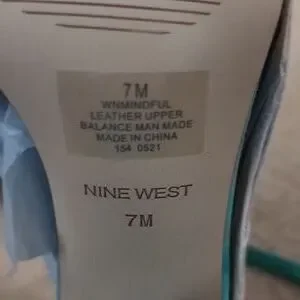 7M
WNMINDFUL
LEATHER UPPER
BALANCE MAN MADE
MADE IN CHINA
154 0521
NINE WEST
7M